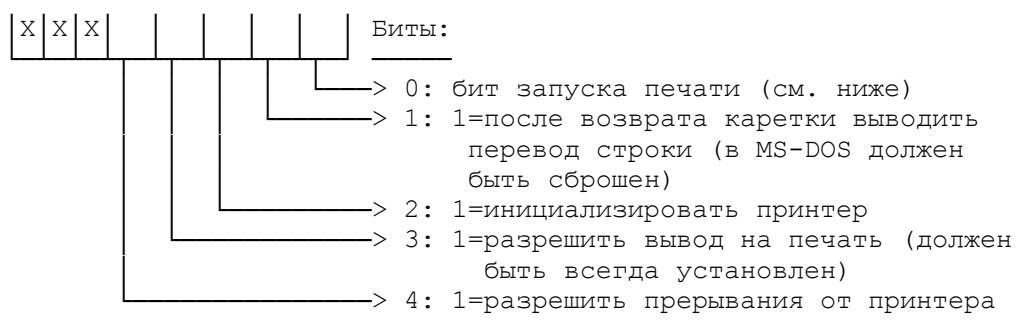 X X X Биты:
> 0: бит запуска печати (см. ниже)
> 1: 1=после возврата каретки выводить
перевод строки (в MS-DOS должен
быть сброшен)
> 2: 1=инициализировать принтер
> 3: 1=разрешить вывод на печать (должен
быть всегда установлен)
> 4: 1=разрешить прерывания от принтера